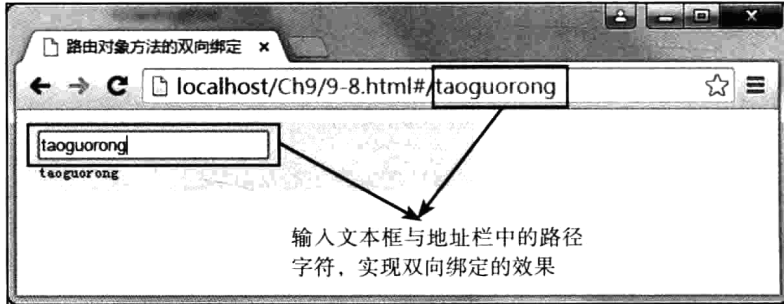 路由对象方法的双向绑定 ×
localhost/Ch9/9-8.html#/taoguorong
taoguorong
taoguorong
输入文本框与地址栏中的路径
字符，实现双向绑定的效果